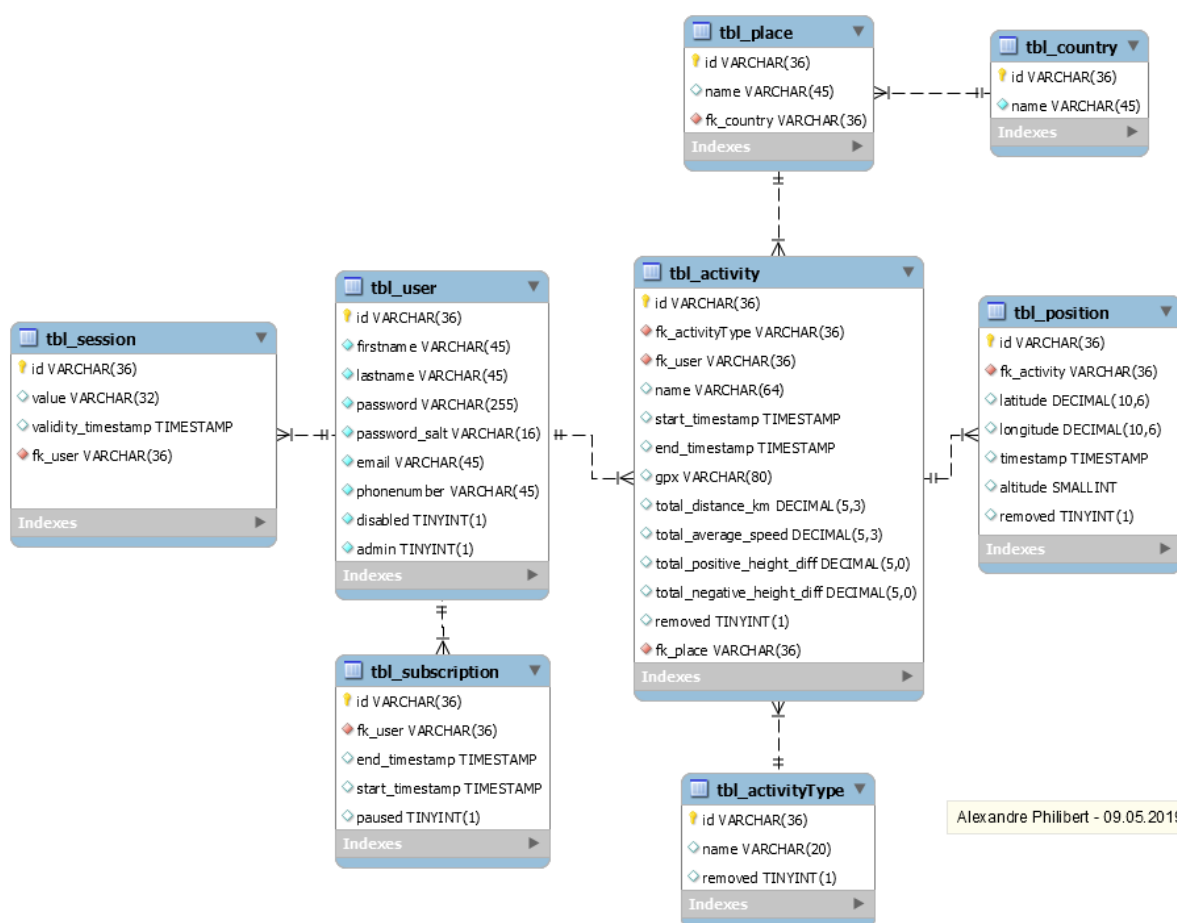 tbl_place
id VARCHAR(36)
name VARCHAR(45)
fk_country VARCHAR(36)
Indexes
tbl_country
id VARCHAR(36)
name VARCHAR(45)
Indexes
tbl_session
id VARCHAR(36)
value VARCHAR(32)
validity_timestamp TIMESTAMP
fk_user VARCHAR(36)
Indexes
tbl_user
id VARCHAR(36)
firstname VARCHAR(45)
lastname VARCHAR(45)
password VARCHAR(255)
password_salt VARCHAR(16)
email VARCHAR(45)
phonenumber VARCHAR(45)
disabled TINYINT(1)
admin TINYINT(1)
Indexes
tbl_activity
id VARCHAR(36)
fk_activityType VARCHAR(36)
fk_user VARCHAR(36)
name VARCHAR(64)
start_timestamp TIMESTAMP
end_timestamp TIMESTAMP
gpx VARCHAR(80)
total_distance_km DECIMAL(5,3)
total_average_speed DECIMAL(5,3)
total_positive_height_diff DECIMAL(5,0)
total_negative_height_diff DECIMAL(5,0)
removed TINYINT(1)
fk_place VARCHAR(36)
Indexes
tbl_position
id VARCHAR(36)
fk_activity VARCHAR(36)
latitude DECIMAL(10,6)
longitude DECIMAL(10,6)
timestamp TIMESTAMP
altitude SMALLINT
removed TINYINT(1)
Indexes
tbl_subscription
id VARCHAR(36)
fk_user VARCHAR(36)
end_timestamp TIMESTAMP
start_timestamp TIMESTAMP
paused TINYINT(1)
Indexes
tbl_activityType
id VARCHAR(36)
name VARCHAR(20)
removed TINYINT(1)
Indexes
Alexandre Philibert - 09.05.2019